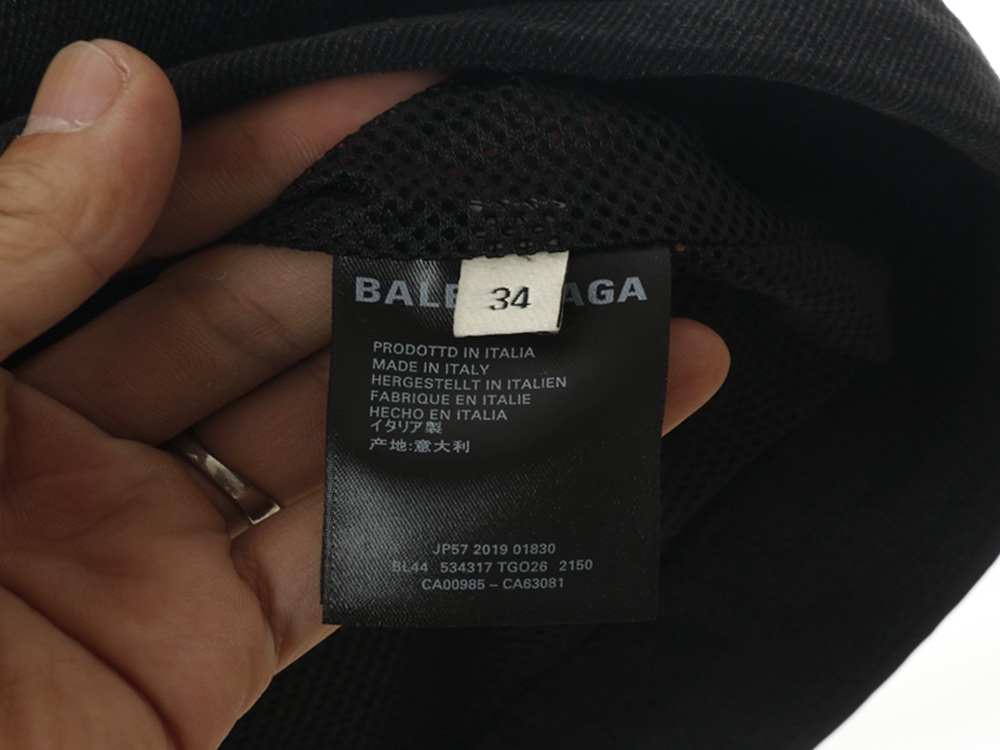 BALE AGA
34
PRODOTTD IN ITALIA
MADE IN ITALY
HERGESTELLT IN ITALIEN
FABRIQUE EN ITALIE
HECHO EN ITALIA
イタリア製
产地:意大利
JP57 2019 01830
BL44 534317 TGO26 2150
CA00985 – CA63081